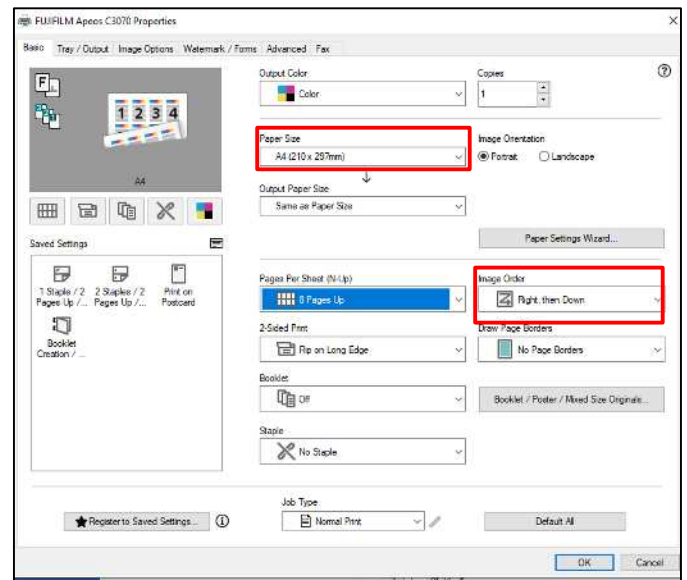 FUJIFILM Apeos C3070 Properties
Basic Tray / Output Image Options Watermark / Forms Advanced Fax
Output Color
Color
Copies
1
1 2 3 4
A4
Paper Size
A4 (210 x 297mm)
Image Orientation
Portrait Landscape
Output Paper Size
Same as Paper Size
Paper Settings Wizard...
Saved Settings
1 Staple / 2 Pages Up /...
2 Staples / 2 Pages Up /...
Print on Postcard
Booklet Creation / ...
Pages Per Sheet (N-Up)
8 Pages Up
Image Order
Right, then Down
2-Sided Print
Flip on Long Edge
Draw Page Borders
No Page Borders
Booklet
Off
Booklet / Poster / Mixed Size Originals...
Staple
No Staple
Job Type
Register to Saved Settings...
Normal Print
Default All
OK Cancel